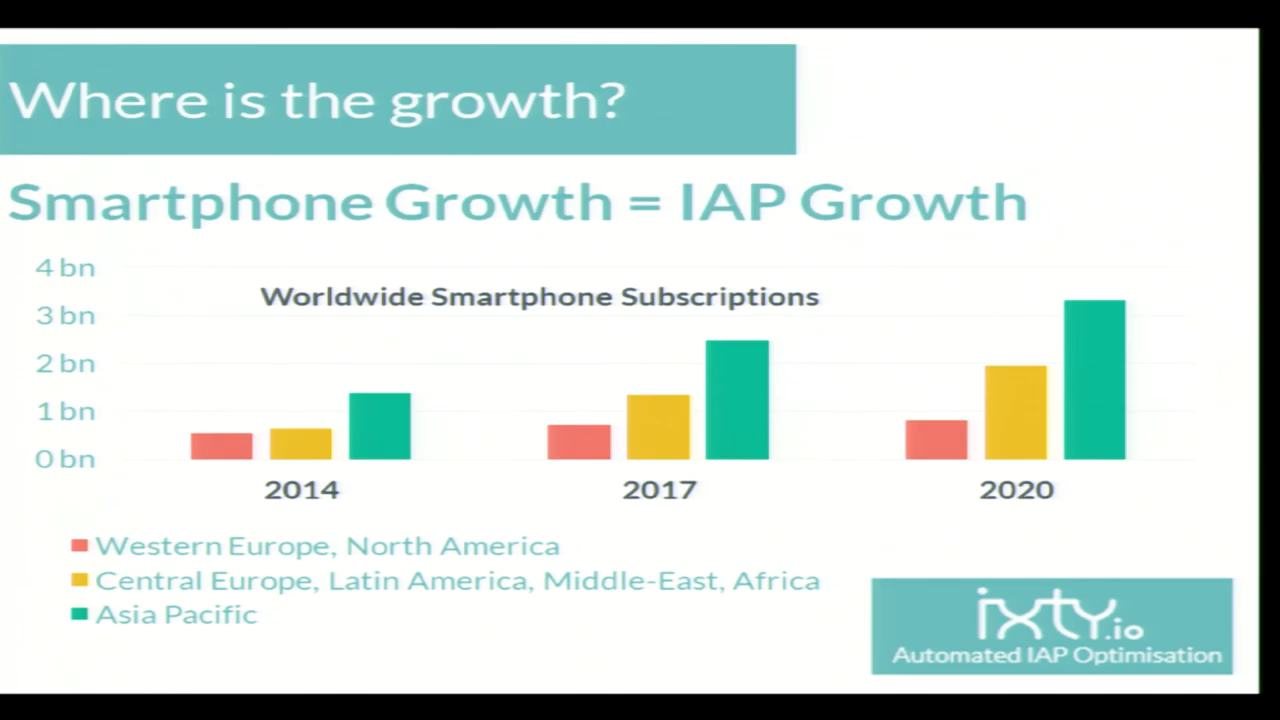 Where is the growth?
Smartphone Growth = IAP Growth
Worldwide Smartphone Subscriptions
4 bn
3 bn
2 bn
1 bn
0 bn
2014 2017 2020
Western Europe, North America
Central Europe, Latin America, Middle-East, Africa
Asia Pacific
ixty.io
Automated IAP Optimisation